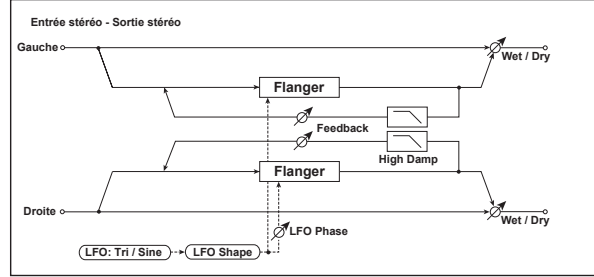 Entrée stéréo - Sortie stéréo
Gauche
Wet / Dry
Flanger
Feedback
High Damp
Flanger
Droite
Wet / Dry
LFO Phase
LFO: Tri / Sine
LFO Shape